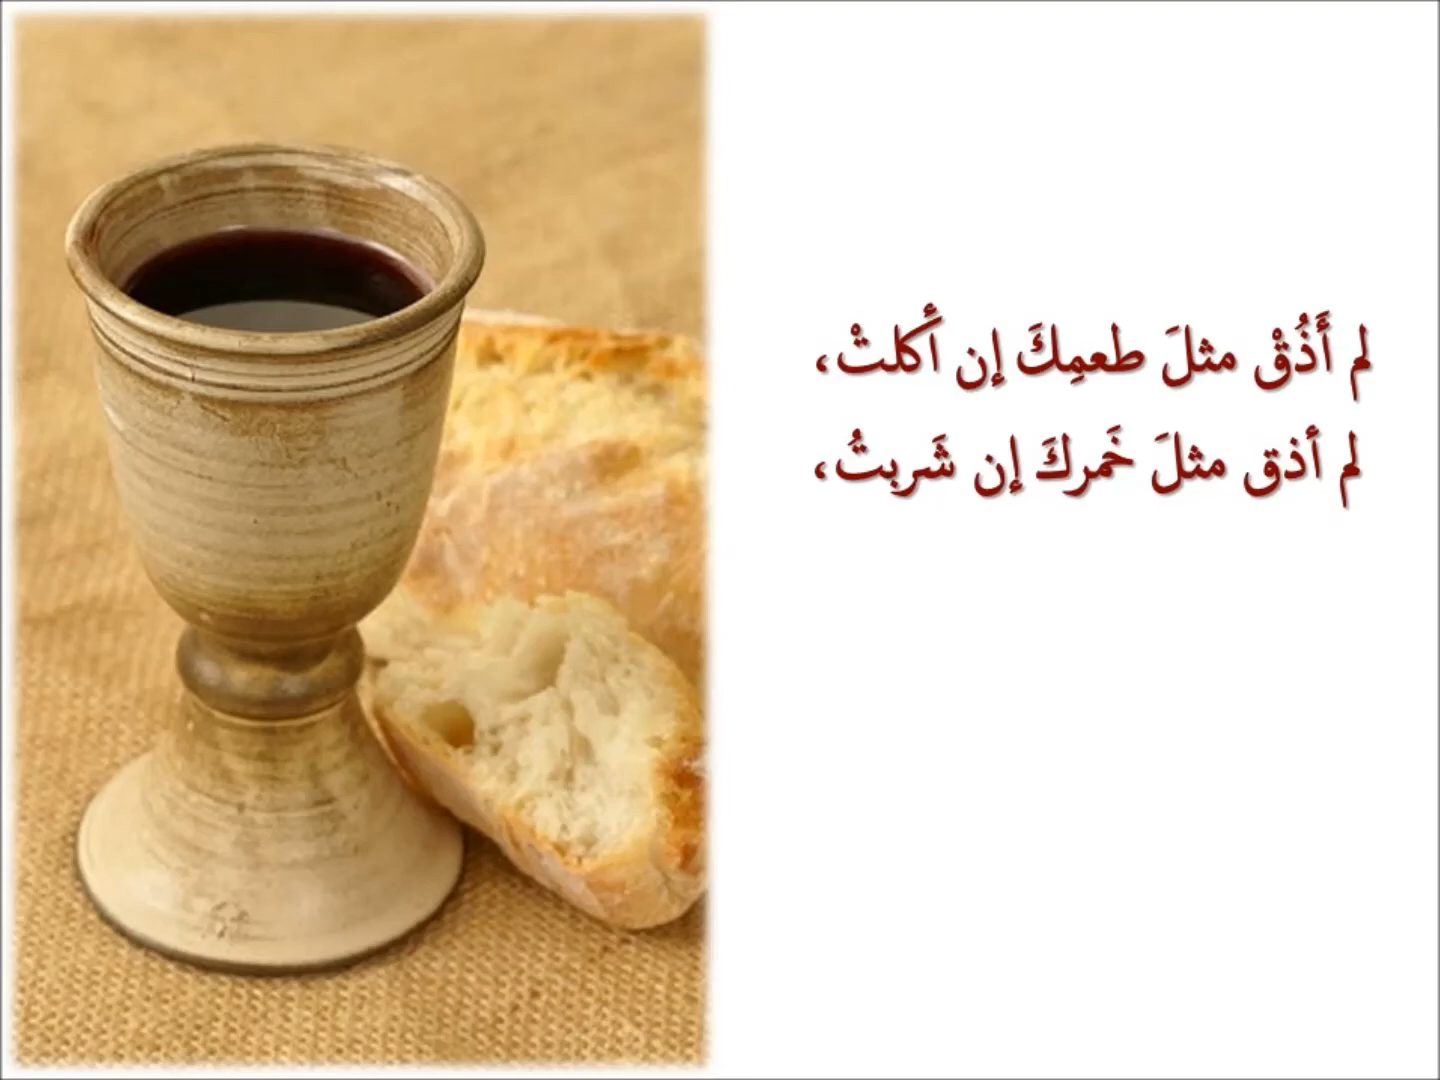 لم أَذُقْ مثلَ طعمِكَ إن أَكلتْ،
لم أذق مثلَ خَمركَ إن شَربتُ،